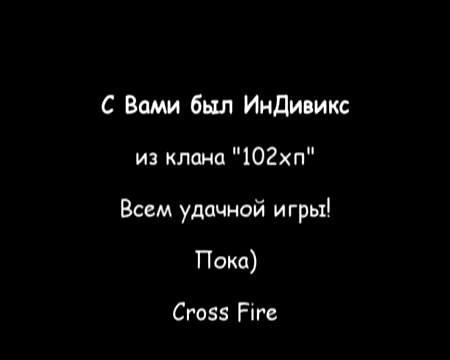 С Вами был ИнДивикс
из клана "102хп"
Всем удачной игры!
Пока)
Cross Fire